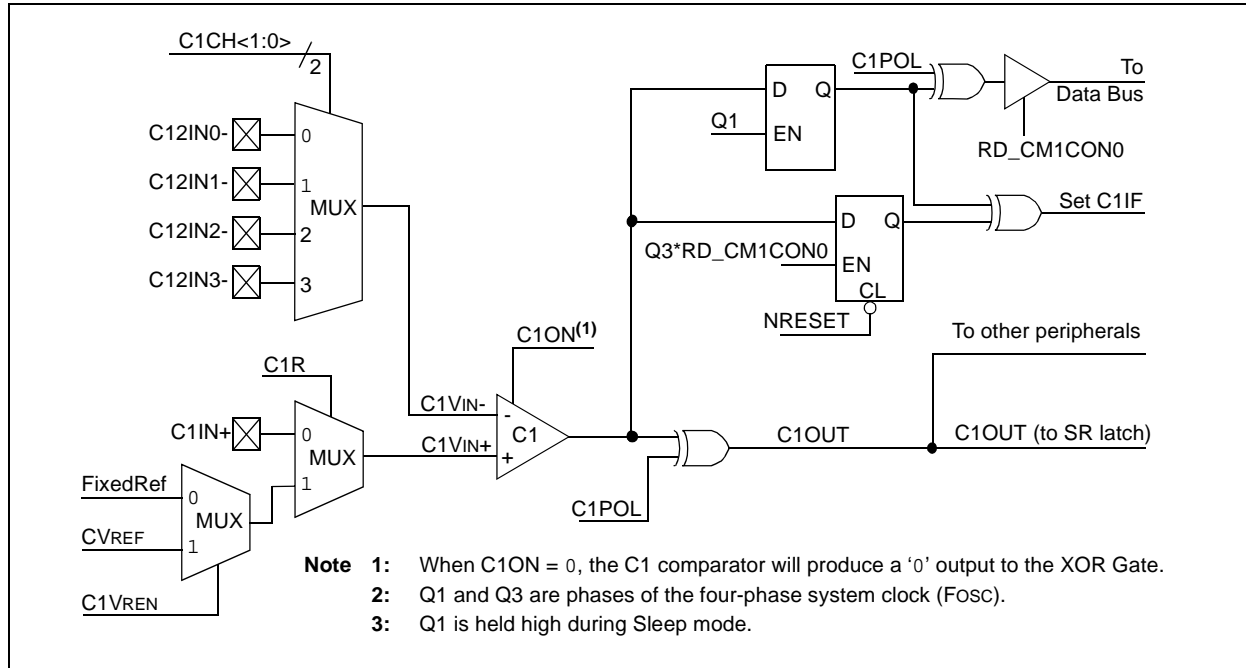 C1CH<1:0>
2
C12IN0-
0
C12IN1-
1
MUX
C12IN2-
2
C12IN3-
3
C1POL
To
Data Bus
RD_CM1CON0
D
Q
Q1
EN
D
Q
Q3*RD_CM1CON0
EN
CL
NRESET
Set C1IF
To other peripherals
C1ON(1)
C1R
C1VIN-
-
C1
C1IN+
0
MUX
1
C1VIN+
+
C1OUT
C1OUT (to SR latch)
C1POL
FixedRef
0
MUX
CVREF
1
C1VREN
Note 1: When C1ON = 0, the C1 comparator will produce a ‘0’ output to the XOR Gate.
2: Q1 and Q3 are phases of the four-phase system clock (FOSC).
3: Q1 is held high during Sleep mode.